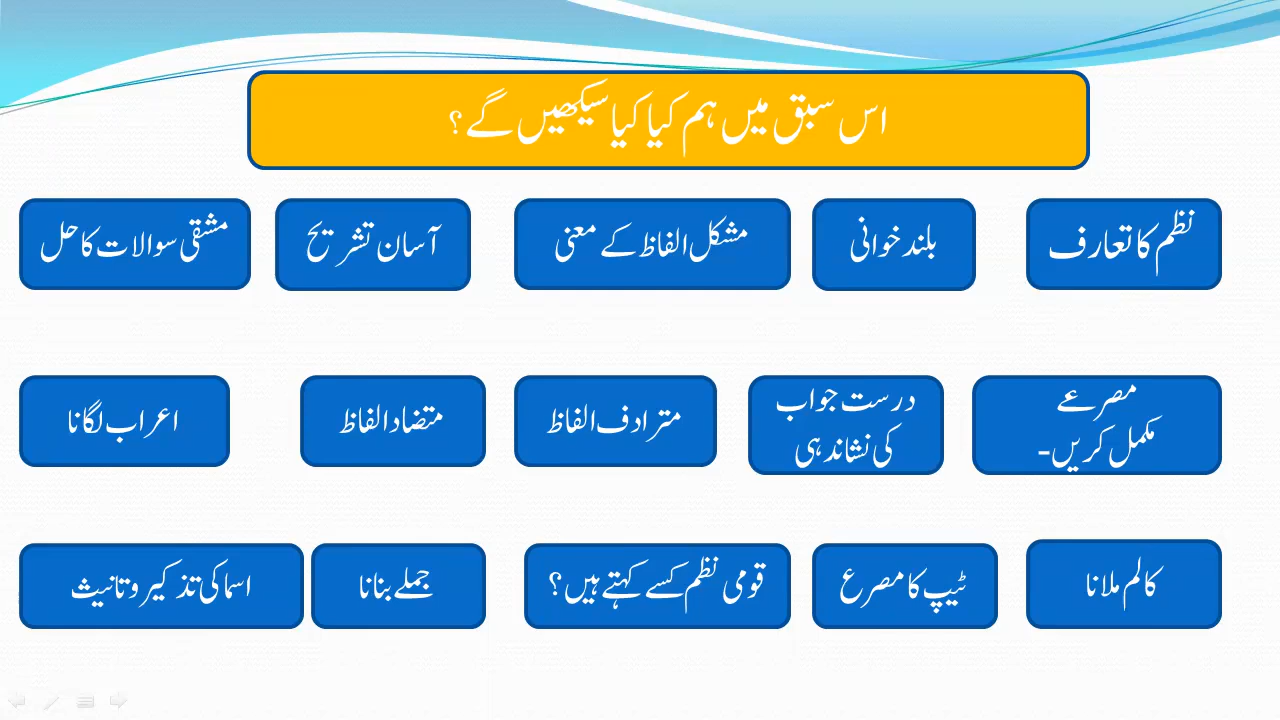 اس سبق میں ہم کیا کیا سیکھیں گے؟
نظم کا تعارف
بلند خوانی
مشکل الفاظ کے معنی
آسان تشریح
مشقی سوالات کا حل
مصرعے
مکمل کریں۔
درست جواب
کی نشاندہی
مترادف الفاظ
متضاد الفاظ
اعراب لگانا
کالم ملانا
ٹیپ کا مصرع
قومی نظم کسے کہتے ہیں؟
جملے بنانا
اسما کی تذکیر و تانیث